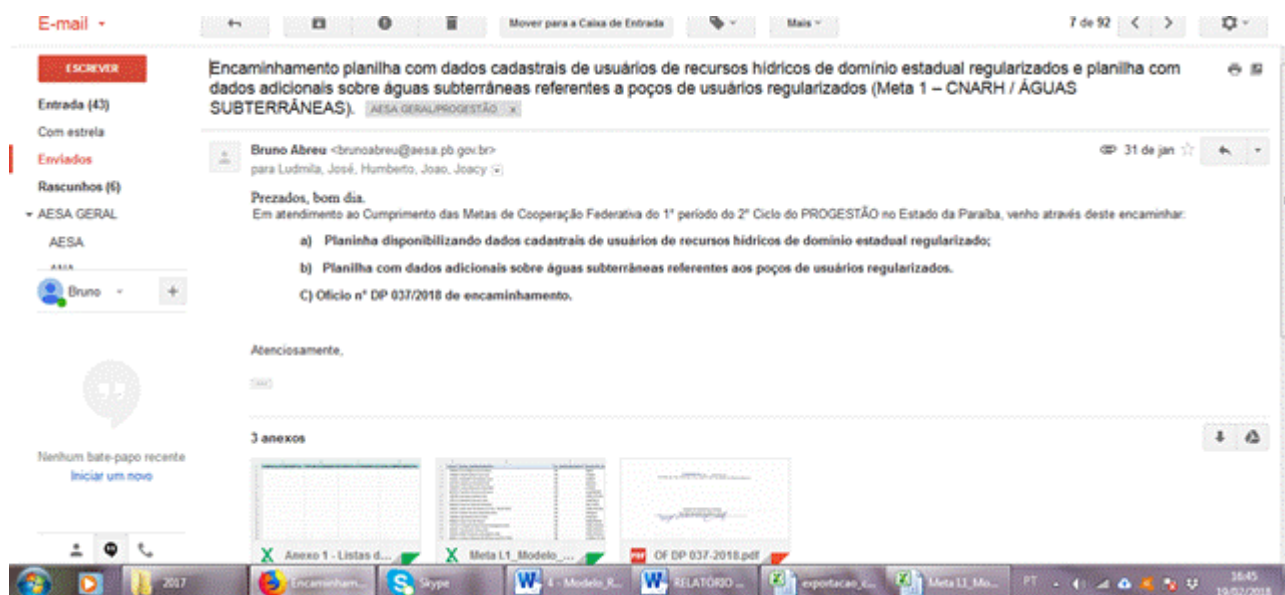 E-mail
Mover para a Caixa de Entrada
Mais
7 de 92
ESCREVER
Entrada (43)
Com estrela
Enviados
Rascunhos (6)
AESA GERAL
AESA
Bruno
Nenhum bate-papo recente
Iniciar um novo
Encaminhamento planilha com dados cadastrais de usuários de recursos hídricos de domínio estadual regularizados e planilha com
dados adicionais sobre águas subterrâneas referentes a poços de usuários regularizados (Meta 1 – CNARH / ÁGUAS
SUBTERRÂNEAS). AESA GERAL/PROGESTÃO x
Bruno Abreu <brunoabreu@aesa.pb.gov.br>
31 de jan
para Ludmila, José, Humberto, Joao, Joacy
Prezados, bom dia.
Em atendimento ao Cumprimento das Metas de Cooperação Federativa do 1º período do 2º Ciclo do PROGESTÃO no Estado da Paraíba, venho através deste encaminhar:
a) Planinha disponibilizando dados cadastrais de usuários de recursos hídricos de domínio estadual regularizado;
b) Planilha com dados adicionais sobre águas subterrâneas referentes aos poços de usuários regularizados.
C) Ofício nº DP 037/2018 de encaminhamento.
Atenciosamente,
3 anexos
Anexo 1 - Listas d...
Meta I.1_Modelo_...
PDF OF DP 037-2018.pdf
2017
Encaminham...
Skype
4 - Modelo_R...
RELATÓRIO ...
exportacao_c...
Meta I.1_Mo...
PT
16:45
19/02/2018